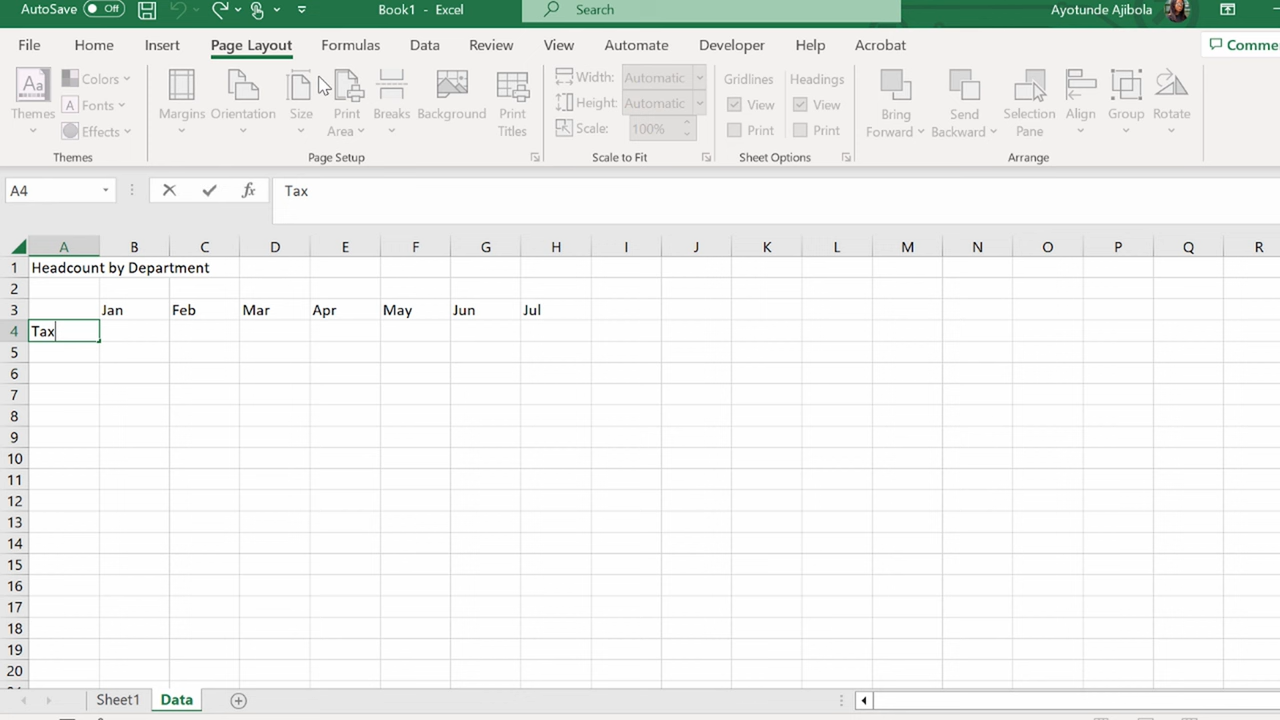 AutoSave Off Book1 - Excel Search Ayotunde Ajibola
File Home Insert Page Layout Formulas Data Review View Automate Developer Help Acrobat
Themes Colors Fonts Effects Margins Orientation Size Print Area Breaks Background Print Titles Width: Automatic Height: Automatic Scale: 100% Gridlines View Print Headings View Print Bring Forward Send Backward Selection Pane Align Group Rotate
Themes Page Setup Scale to Fit Sheet Options Arrange
A4 fx Tax
A B C D E F G H I J K L M N O P Q R
1 Headcount by Department
2
3 Jan Feb Mar Apr May Jun Jul
4 Tax
5
6
7
8
9
10
11
12
13
14
15
16
17
18
19
20
Sheet1 Data